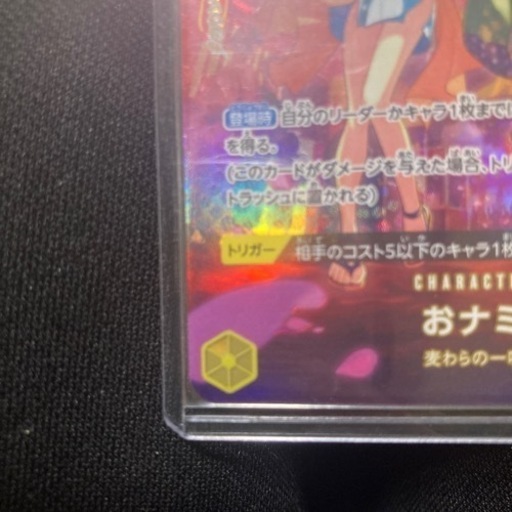 登場時 自分のリーダーかキャラ1枚まで
を得る。
(このカードがダメージを与えた場合、トリ
トラッシュに置かれる)
トリガー 相手のコスト5以下のキャラ1枚
CHARACT
おナミ
麦わらの一味